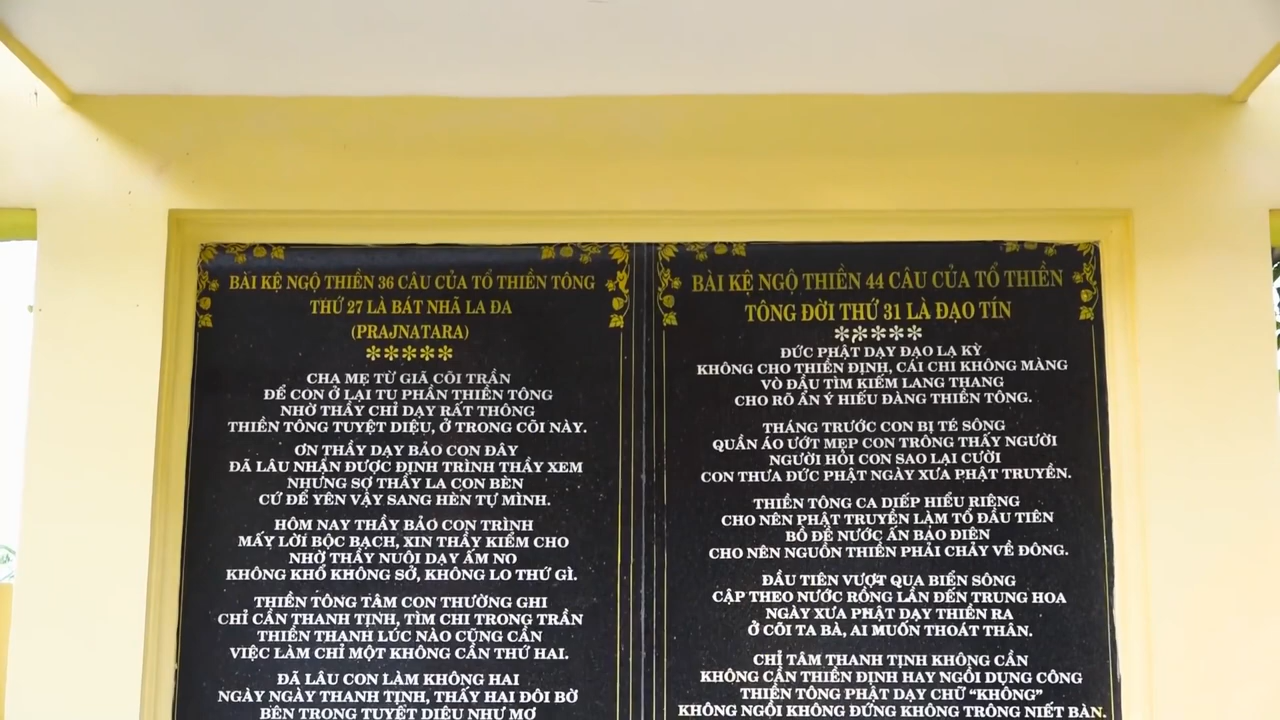 BÀI KỆ NGỘ THIỀN 36 CÂU CỦA TỔ THIỀN TÔNG
THỨ 27 LÀ BÁT NHÃ LA ĐA
(PRAJNATARA)
CHA MẸ TỪ GIÃ CÕI TRẦN
ĐỂ CON Ở LẠI TU PHẦN THIỀN TÔNG
NHỜ THẦY CHỈ DẠY RẤT THÔNG
THIỀN TÔNG TUYỆT DIỆU, Ở TRONG CÕI NÀY.
ƠN THẦY DẠY BẢO CON ĐÂY
ĐÃ LÂU NHẬN ĐƯỢC ĐỊNH TRÌNH THẦY XEM
NHƯNG SỢ THẦY LA CON BÈN
CỨ ĐỂ YÊN VẬY SANG HÈN TỰ MÌNH.
HÔM NAY THẦY BẢO CON TRÌNH
MẤY LỜI BỘC BẠCH, XIN THẦY KIỂM CHO
NHỜ THẦY NUÔI DẠY ẤM NO
KHÔNG KHỔ KHÔNG SỞ, KHÔNG LO THỨ GÌ.
THIỀN TÔNG TÂM CON THƯỜNG GHI
CHỈ CẦN THANH TỊNH, TÌM CHI TRONG TRẦN
THIỀN THANH LÚC NÀO CŨNG CẦN
VIỆC LÀM CHỈ MỘT KHÔNG CẦN THỨ HAI.
ĐÃ LÂU CON LÀM KHÔNG HAI
NGÀY NGÀY THANH TỊNH, THẤY HAI ĐÔI BỜ
BÊN TRONG TUYỆT DIỆU NHƯ MƠ
BÀI KỆ NGỘ THIỀN 44 CÂU CỦA TỔ THIỀN
TÔNG ĐỜI THỨ 31 LÀ ĐẠO TÍN
ĐỨC PHẬT DẠY ĐẠO LẠ KỲ
KHÔNG CHO THIỀN ĐỊNH, CÁI CHI KHÔNG MÀNG
VÒ ĐẦU TÌM KIẾM LANG THANG
CHO RÕ ẨN Ý HIẾU ĐÀNG THIỀN TÔNG.
THÁNG TRƯỚC CON BỊ TÉ SÔNG
QUẦN ÁO ƯỚT MẸP CON TRÔNG THẤY NGƯỜI
NGƯỜI HỎI CON SAO LẠI CƯỜI
CON THƯA ĐỨC PHẬT NGÀY XƯA PHẬT TRUYỀN.
THIỀN TÔNG CA DIẾP HIỂU RIÊNG
CHO NÊN PHẬT TRUYỀN LÀM TỔ ĐẦU TIÊN
BỒ ĐỀ NƯỚC ẤN BẢO ĐIÊN
CHO NÊN NGUỒN THIỀN PHẢI CHẢY VỀ ĐÔNG.
ĐẦU TIÊN VƯỢT QUA BIỂN SÔNG
CẬP THEO NƯỚC RỒNG LẦN ĐẾN TRUNG HOA
NGÀY XƯA PHẬT DẠY THIỀN RA
Ở CÕI TA BÀ, AI MUỐN THOÁT THÂN.
CHỈ TÂM THANH TỊNH KHÔNG CẦN
KHÔNG CẦN THIỀN ĐỊNH HAY NGỒI DỤNG CÔNG
THIỀN TÔNG PHẬT DẠY CHỮ “KHÔNG”
KHÔNG NGỒI KHÔNG ĐỨNG KHÔNG TRÔNG NIẾT BÀN.